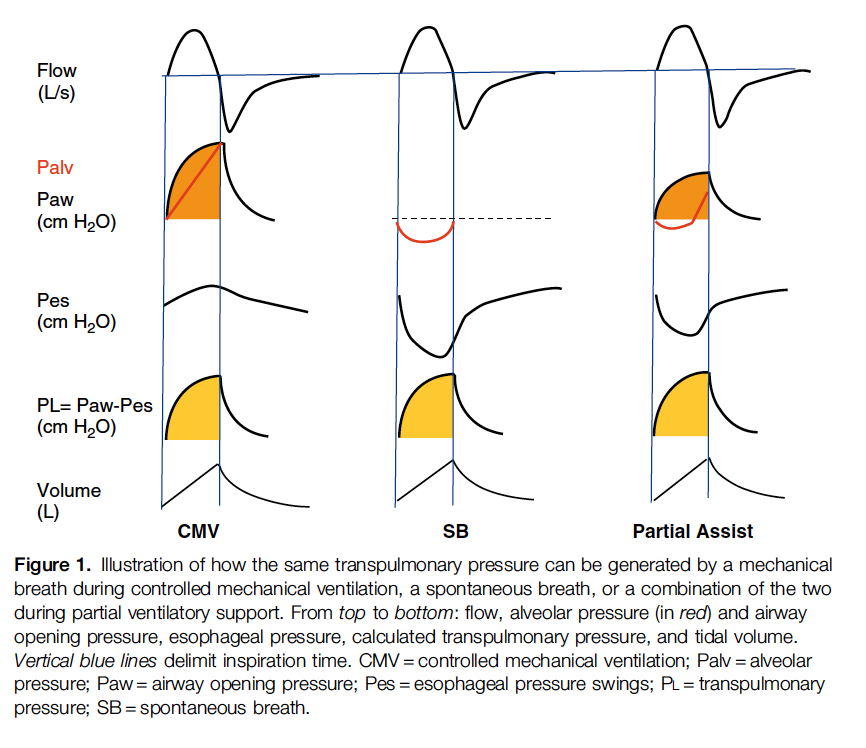 Flow
(L/s)
Palv
Paw
(cm H2O)
Pes
(cm H2O)
PL= Paw-Pes
(cm H2O)
Volume
(L)
CMV SB Partial Assist
Figure 1. Illustration of how the same transpulmonary pressure can be generated by a mechanical
breath during controlled mechanical ventilation, a spontaneous breath, or a combination of the two
during partial ventilatory support. From top to bottom: flow, alveolar pressure (in red) and airway
opening pressure, esophageal pressure, calculated transpulmonary pressure, and tidal volume.
Vertical blue lines delimit inspiration time. CMV = controlled mechanical ventilation; Palv = alveolar
pressure; Paw = airway opening pressure; Pes = esophageal pressure swings; PL = transpulmonary
pressure; SB = spontaneous breath.